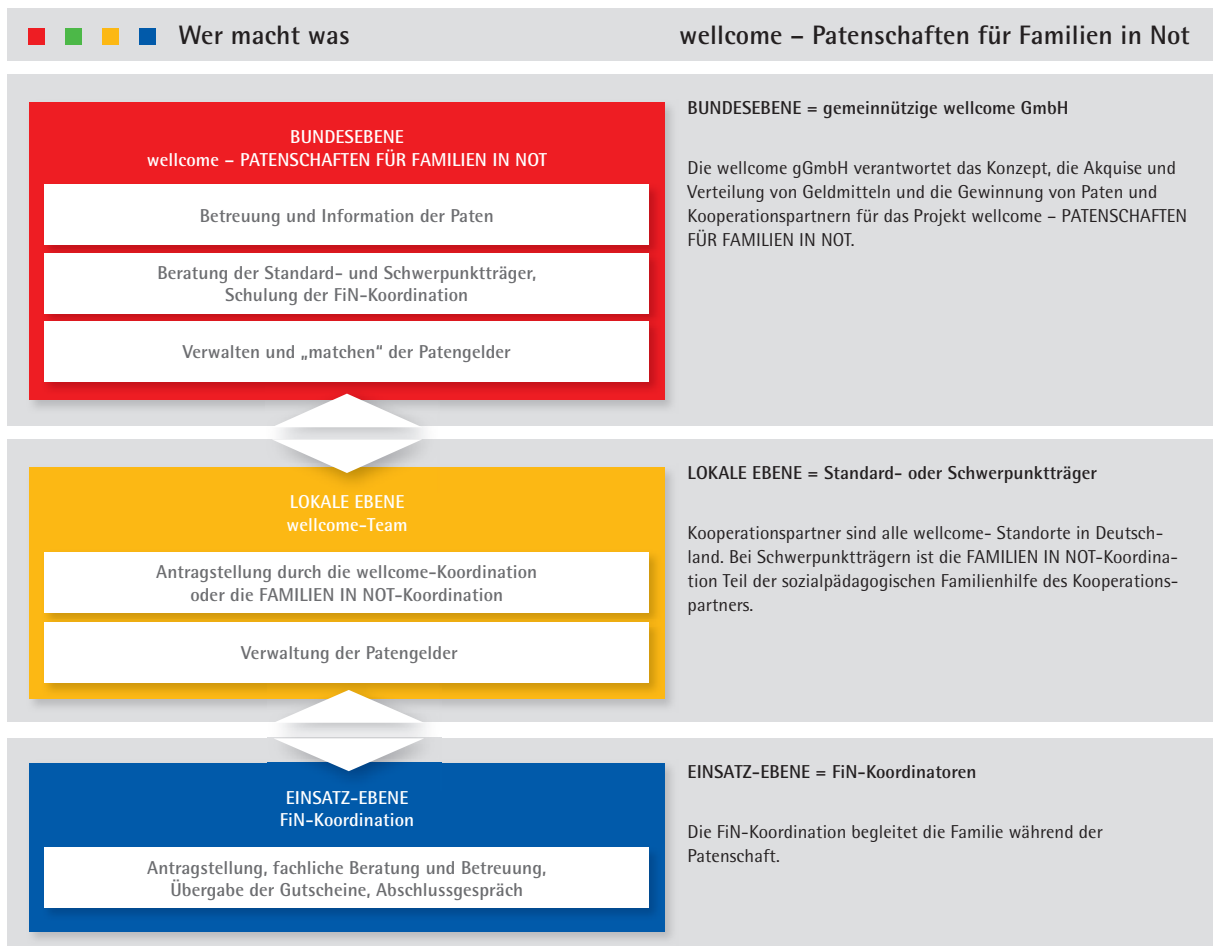 Wer macht was
wellcome – Patenschaften für Familien in Not
BUNDESEBENE
wellcome – PATENSCHAFTEN FÜR FAMILIEN IN NOT
Betreuung und Information der Paten
Beratung der Standard- und Schwerpunktträger,
Schulung der FiN-Koordination
Verwalten und „matchen" der Patengelder
BUNDESEBENE = gemeinnützige wellcome GmbH
Die wellcome gGmbH verantwortet das Konzept, die Akquise und
Verteilung von Geldmitteln und die Gewinnung von Paten und
Kooperationspartnern für das Projekt wellcome – PATENSCHAFTEN
FÜR FAMILIEN IN NOT.
LOKALE EBENE
wellcome-Team
Antragstellung durch die wellcome-Koordination
oder die FAMILIEN IN NOT-Koordination
Verwaltung der Patengelder
LOKALE EBENE = Standard- oder Schwerpunktträger
Kooperationspartner sind alle wellcome- Standorte in Deutsch-
land. Bei Schwerpunktträgern ist die FAMILIEN IN NOT-Koordina-
tion Teil der sozialpädagogischen Familienhilfe des Kooperations-
partners.
EINSATZ-EBENE
FiN-Koordination
Antragstellung, fachliche Beratung und Betreuung,
Übergabe der Gutscheine, Abschlussgespräch
EINSATZ-EBENE = FiN-Koordinatoren
Die FiN-Koordination begleitet die Familie während der
Patenschaft.